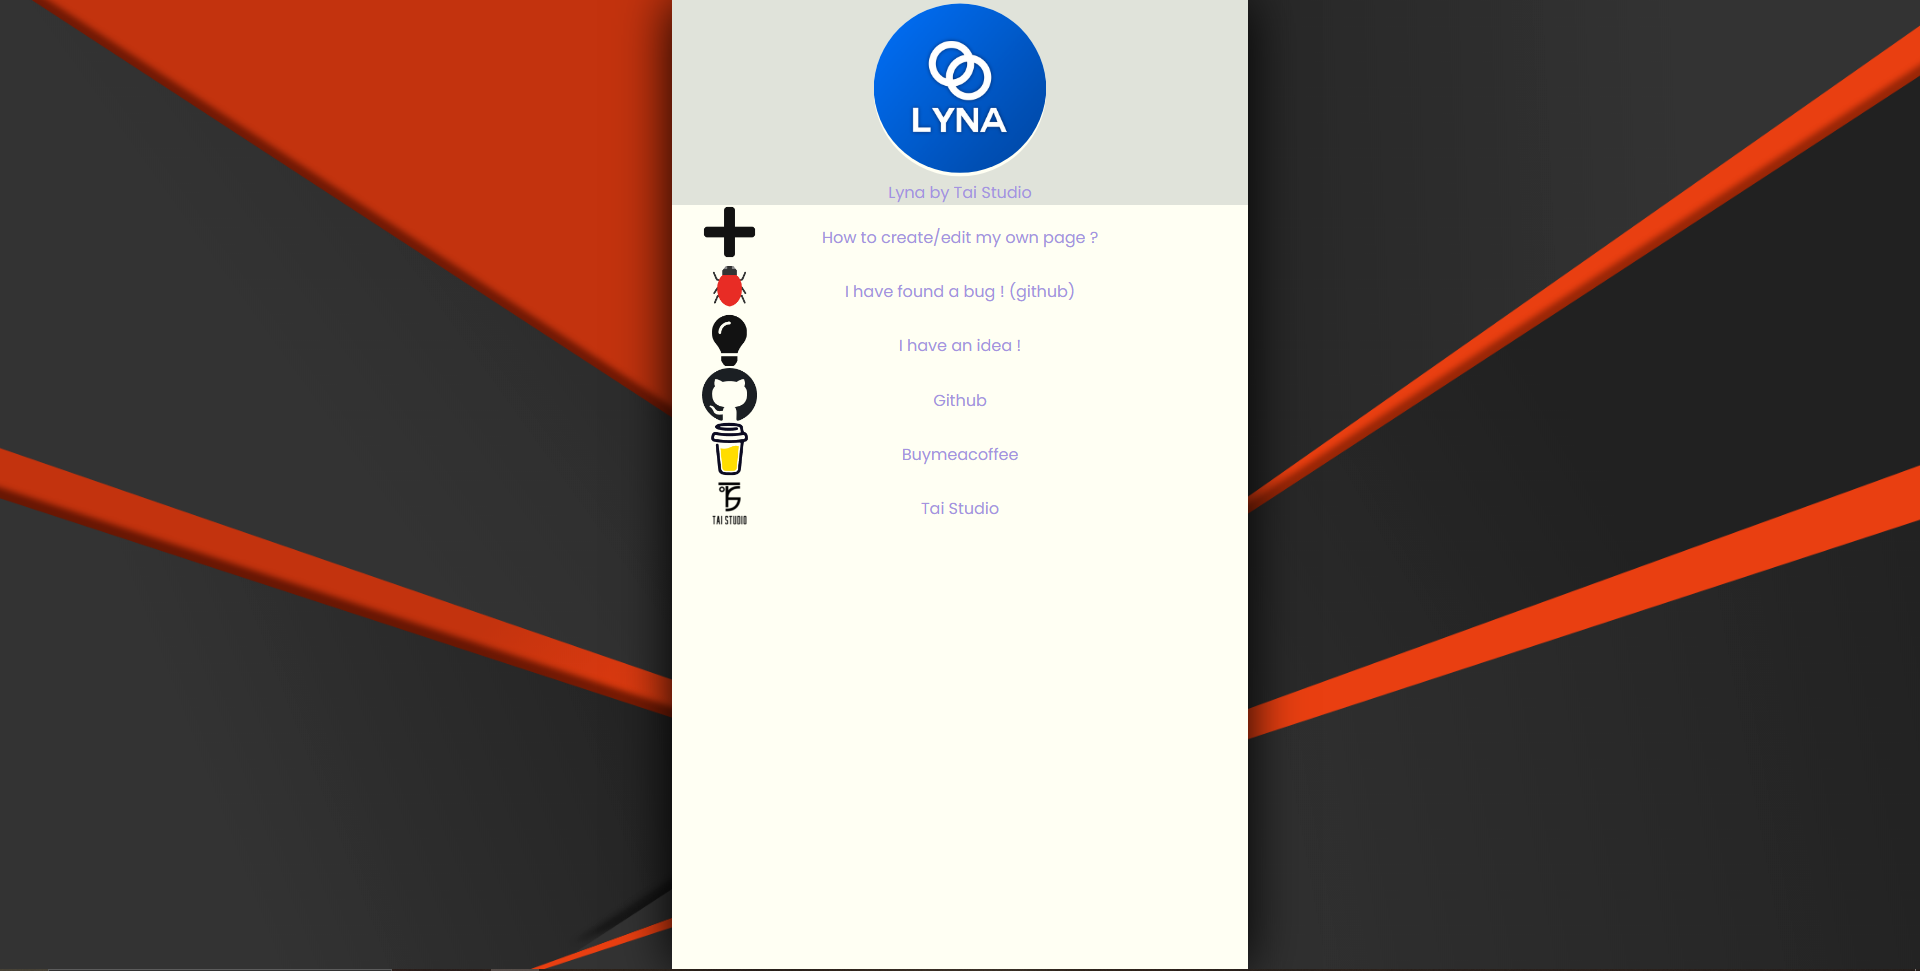 LYNA
Lyna by Tai Studio
How to create/edit my own page ?
I have found a bug ! (github)
I have an idea !
Github
Buymeacoffee
TAI STUDIO
Tai Studio